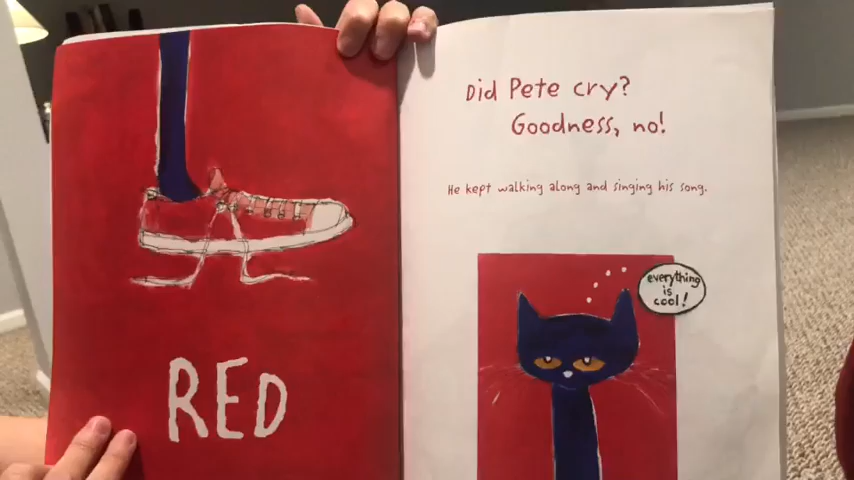 RED
Did Pete cry?
Goodness, no!
He kept walking along and singing his song.
everything
is
cool!